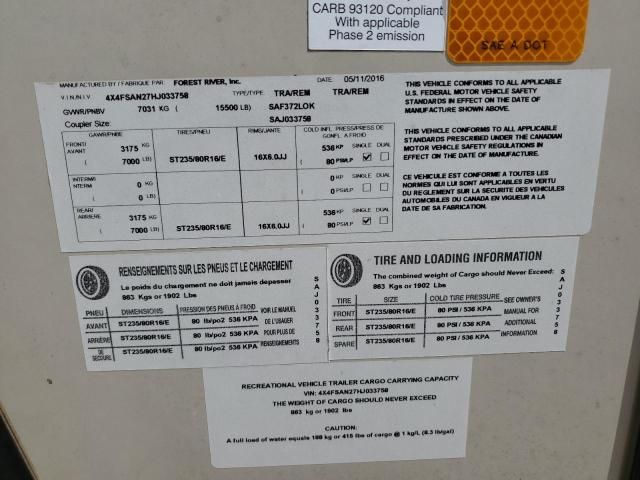 CARB 93120 Compliant
With applicable
Phase 2 emission
SAE A DOT
MANUFACTURED BY / FABRIQUE PAR: FOREST RIVER, Inc. DATE 05/11/2016
V.I.N/N.I.V. 4X4FSAN27HJ033758 TYPE/TYPE: TRA/REM TRA/REM
GVWR/PNBV 7031 KG ( 15500 LB) SAF372LOK
Coupler Size: SAJ033758
GAWR/PNBE TIRES/PNEU RIMS/JANTE COLD INFL. PRESS/PRESS DE GONFL. A FROID
FRONT/ AVANT 3175 KG ( 7000 LB) ST235/80R16/E 16X6.0JJ 536 KP SINGLE DUAL
80 PSI/LP
INTERM/ INTERM 0 KG ( 0 LB) 0 KP SINGLE DUAL
0 PSI/LP
REAR/ ARRIÈRE 3175 KG ( 7000 LB) ST235/80R16/E 16X6.0JJ 536 KP SINGLE DUAL
80 PSI/LP
THIS VEHICLE CONFORMS TO ALL APPLICABLE
U.S. FEDERAL MOTOR VEHICLE SAFETY
STANDARDS IN EFFECT ON THE DATE OF
MANUFACTURE SHOWN ABOVE.
THIS VEHICLE CONFORMS TO ALL APPLICABLE
STANDARDS PRESCRIBED UNDER THE CANADIAN
MOTOR VEHICLE SAFETY REGULATIONS IN
EFFECT ON THE DATE OF MANUFACTURE.
CE VEHICULE EST CONFORME A TOUTES LES
NORMES QUI LUI SONT APPLICABLES EN VERTU
DU REGLEMENT SUR LA SECURITE DES VEHICULES
AUTOMOBILES DU CANADA EN VIGUEUR A LA
DATE DE SA FABRICATION.
RENSEIGNEMENTS SUR LES PNEUS ET LE CHARGEMENT
Le poids du chargement ne doit jamais depasser
863 Kgs or 1902 Lbs
PNEU DIMENSIONS PRESSION DES PNEUS À FROID VOIR LE MANUEL
AVANT ST235/80R16/E 80 lb/po2 536 KPA DE L'USAGER
ARRIÈRE ST235/80R16/E 80 lb/po2 536 KPA POUR PLUS DE
DE SECOURS ST235/80R16/E 80 lb/po2 536 KPA RENSEIGNEMENTS
SAJ033758
TIRE AND LOADING INFORMATION
The combined weight of Cargo should Never Exceed:
863 Kgs or 1902 Lbs
TIRE SIZE COLD TIRE PRESSURE SEE OWNER'S
FRONT ST235/80R16/E 80 PSI / 536 KPA MANUAL FOR
REAR ST235/80R16/E 80 PSI / 536 KPA ADDITIONAL
SPARE ST235/80R16/E 80 PSI / 536 KPA INFORMATION
SAJ033758
RECREATIONAL VEHICLE TRAILER CARGO CARRYING CAPACITY
VIN: 4X4FSAN27HJ033758
THE WEIGHT OF CARGO SHOULD NEVER EXCEED
863 kg or 1902 lbs
CAUTION:
A full load of water equals 188 kg or 415 lbs of cargo @ 1 kg/L (8.3 lb/gal)